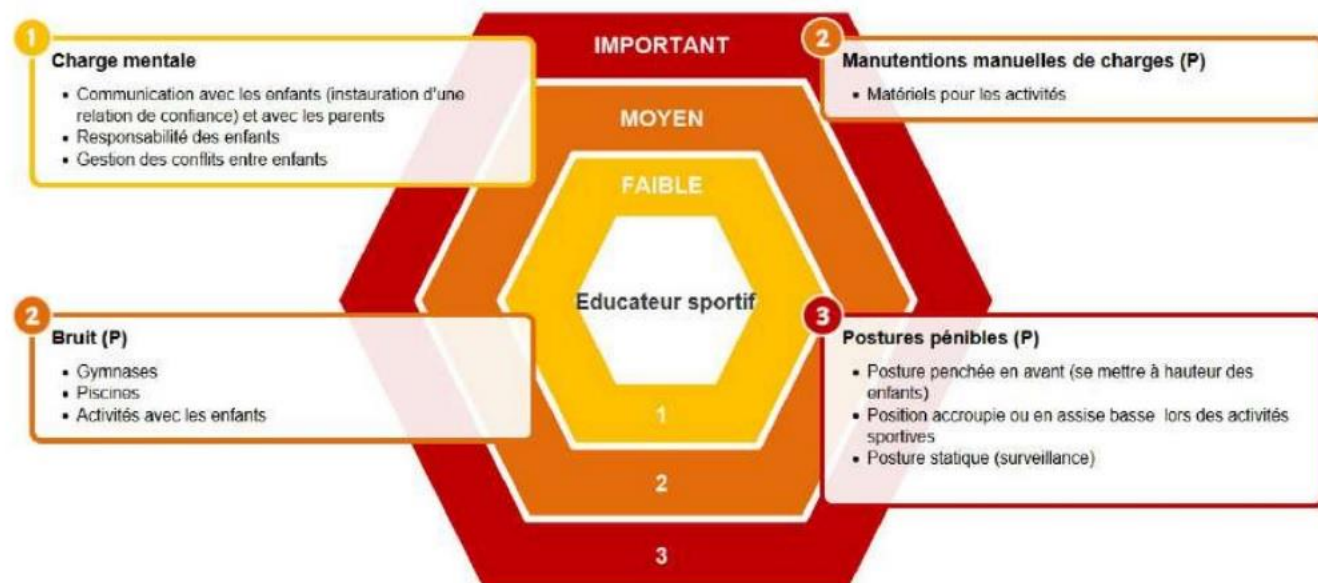 1
Charge mentale
• Communication avec les enfants (instauration d'une
relation de confiance) et avec les parents
• Responsabilité des enfants
• Gestion des conflits entre enfants
IMPORTANT
MOYEN
FAIBLE
Educateur sportif
1
2
3
2
Manutentions manuelles de charges (P)
• Matériels pour les activités
2
Bruit (P)
• Gymnases
• Piscines
• Activités avec les enfants
3
Postures pénibles (P)
• Posture penchée en avant (se mettre à hauteur des
enfants)
• Position accroupie ou en assise basse lors des activités
sportives
• Posture statique (surveillance)